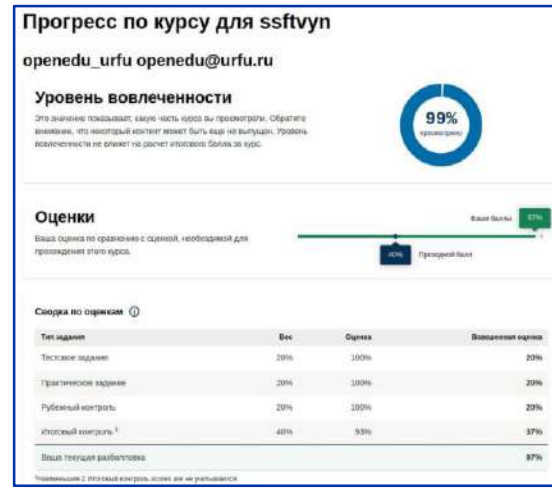 Прогресс по курсу для ssftvyn
openedu_urfu openedu@urfu.ru
Уровень вовлеченности
Это значение показывает, какую часть курса вы просмотрели. Обратите
внимание, что некоторый контент может быть еще не выпущен. Уровень
вовлеченности не влияет на расчет итогового балла за курс.
99%
просмотрено
Оценки
Ваша оценка по сравнению с оценкой, необходимой для
прохождения этого курса.
Ваши баллы 97%
40% Проходной балл
Сводка по оценкам
Тип задания Вес Оценка Взвешенная оценка
Тестовое задание 20% 100% 20%
Практическое задание 20% 100% 20%
Рубежный контроль 20% 100% 20%
Итоговый контроль 40% 93% 37%
Ваша текущая разбалловка 97%